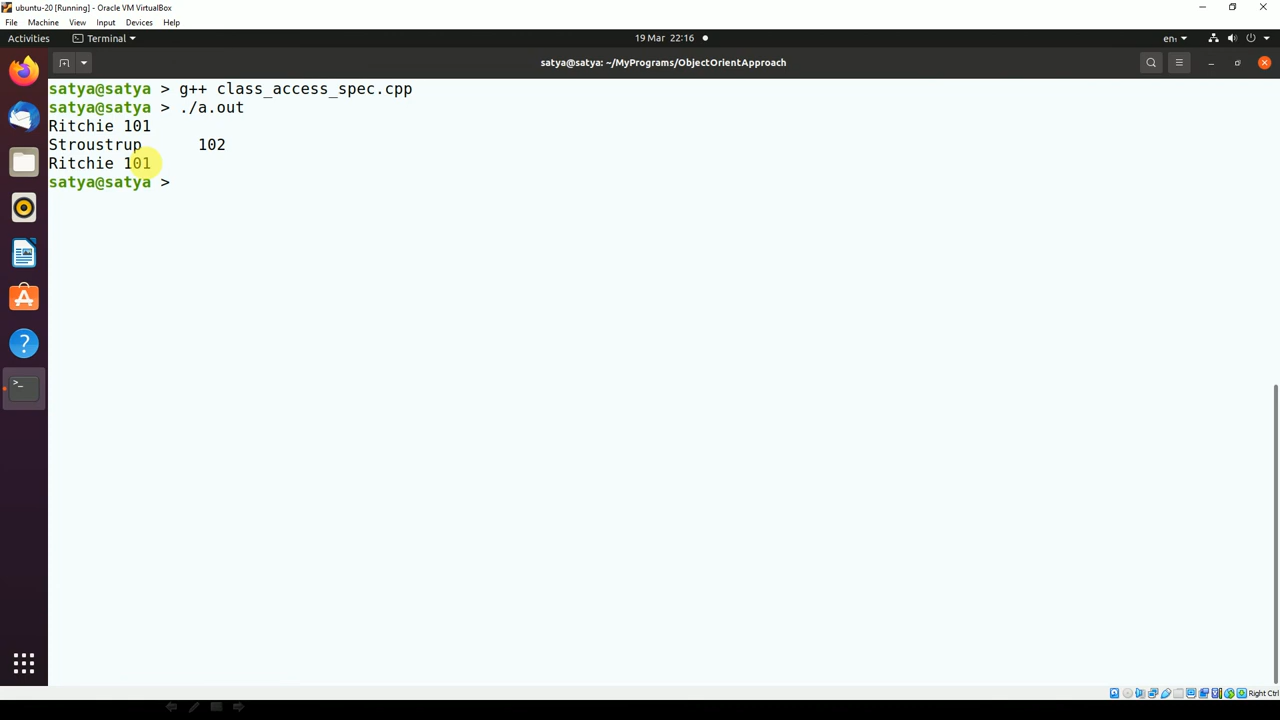 ubuntu-20 [Running] - Oracle VM VirtualBox
File Machine View Input Devices Help
Activities Terminal 19 Mar 22:16 en
satya@satya: ~/MyPrograms/ObjectOrientApproach
satya@satya > g++ class_access_spec.cpp
satya@satya > ./a.out
Ritchie 101
Stroustrup 102
Ritchie 101
satya@satya >
Right Ctrl